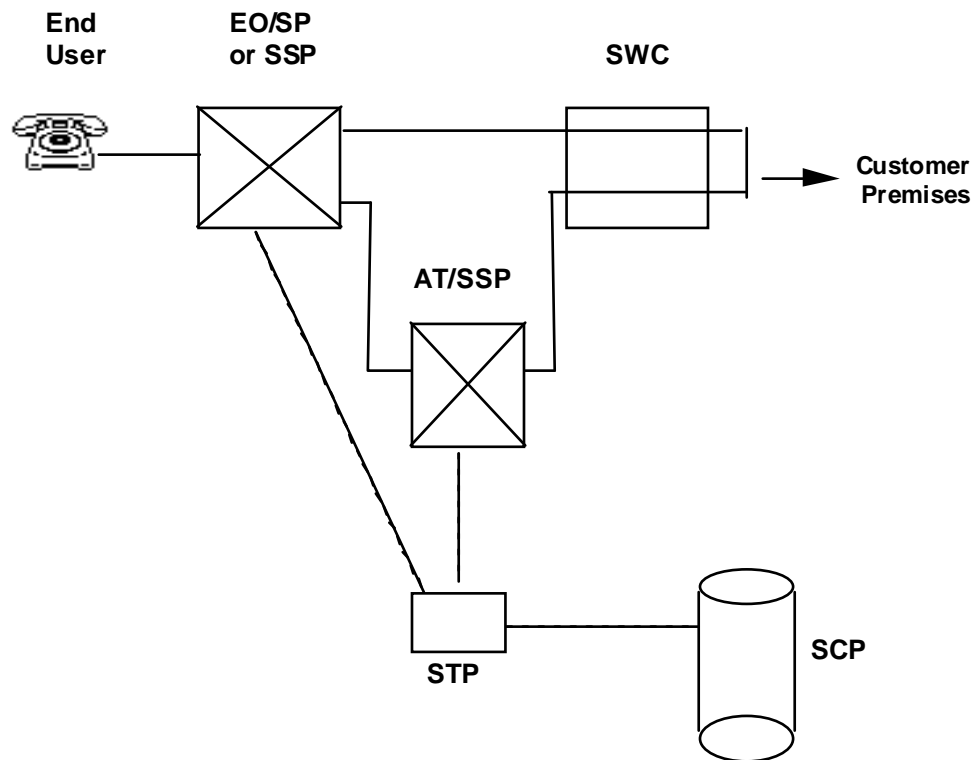 End
User
EO/SP
or SSP
SWC
Customer
Premises
AT/SSP
STP
SCP